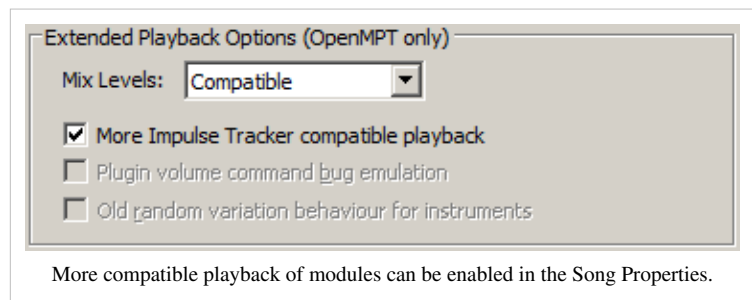 Extended Playback Options (OpenMPT only)
Mix Levels: Compatible
More Impulse Tracker compatible playback
Plugin volume command bug emulation
Old random variation behaviour for instruments
More compatible playback of modules can be enabled in the Song Properties.